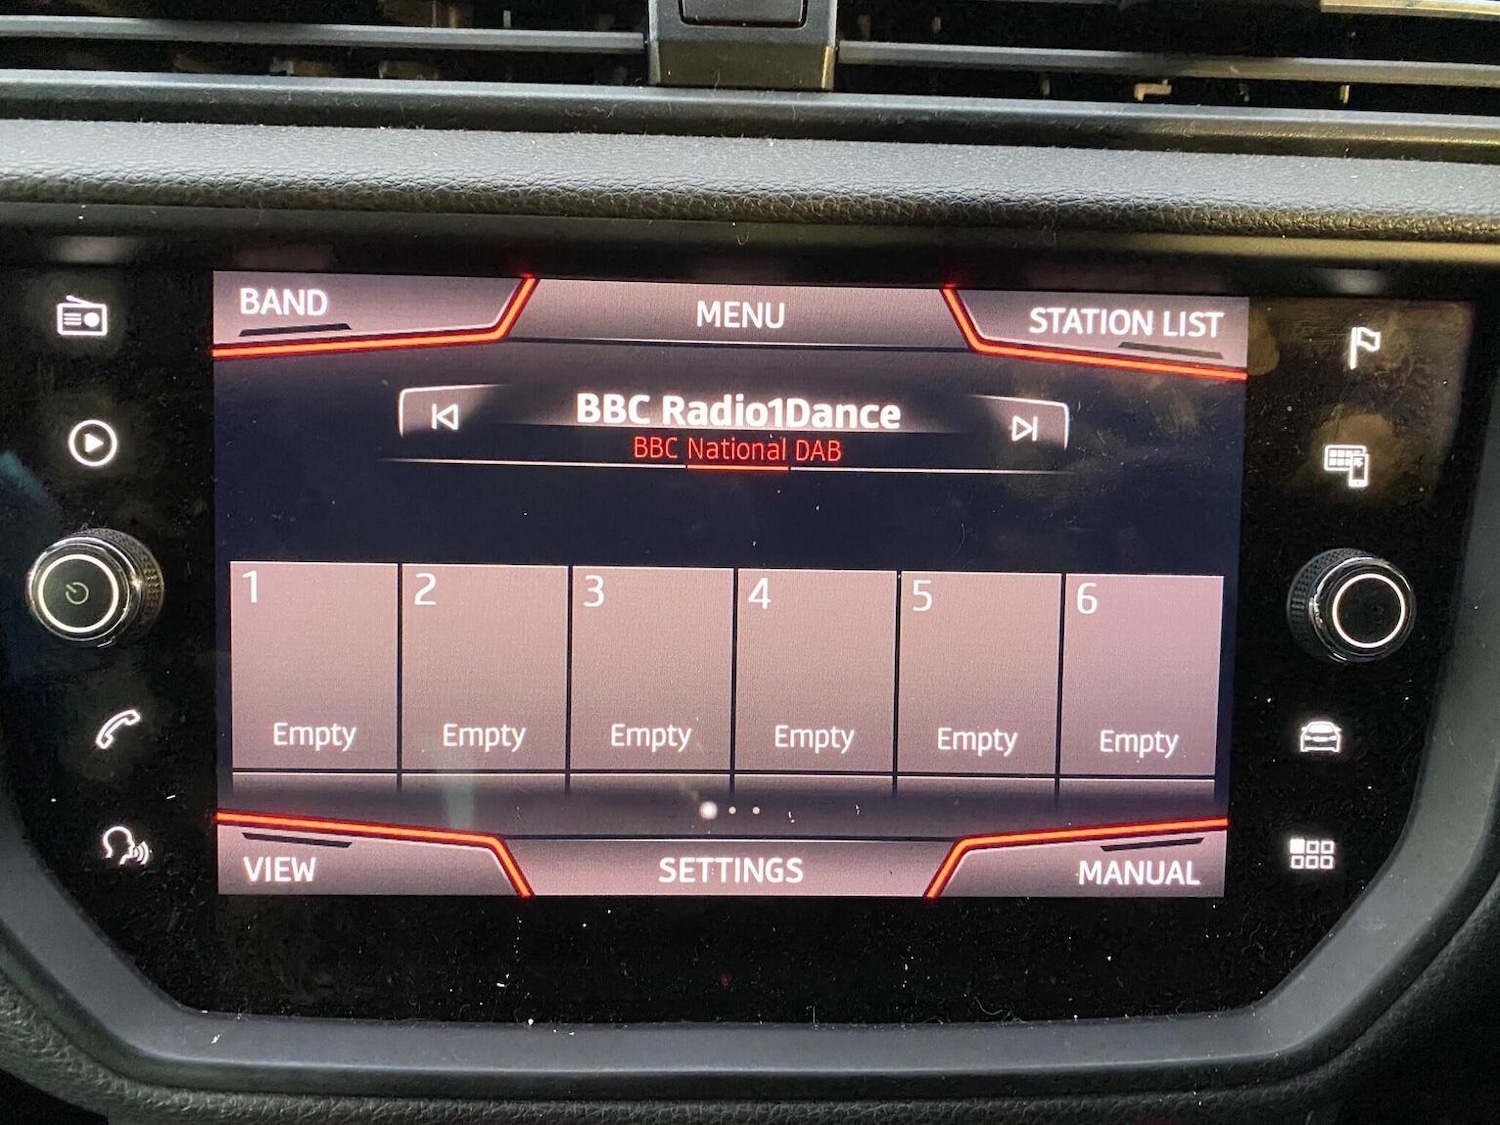 BAND
MENU
STATION LIST
BBC Radio1Dance
BBC National DAB
1
2
3
4
5
6
Empty
Empty
Empty
Empty
Empty
Empty
VIEW
SETTINGS
MANUAL